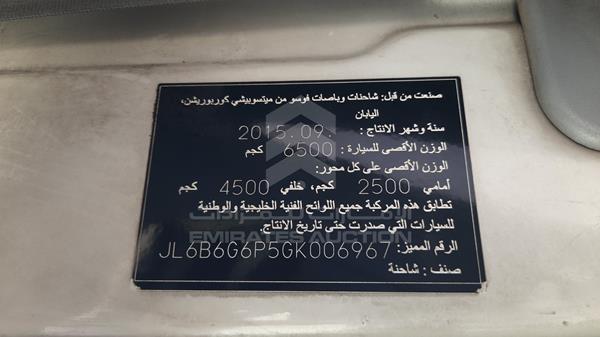 صنعت من قبل: شاحنات وباصات فوسو من ميتسوبيشي كوربوريشن،
اليابان
سنة وشهر الانتاج : 2015.09.
الوزن الأقصى للسيارة : 6500 كجم
الوزن الأقصى على كل محور:
أمامي 2500 كجم، خلفي 4500 كجم
تطابق هذه المركبة جميع اللوائح الفنية الخليجية والوطنية
للسيارات التي صدرت حتى تاريخ الانتاج.
الرقم المميز: JL6B6G6P5GK006967
صنف : شاحنة
الإمارات للمزادات
EMIRATES AUCTION